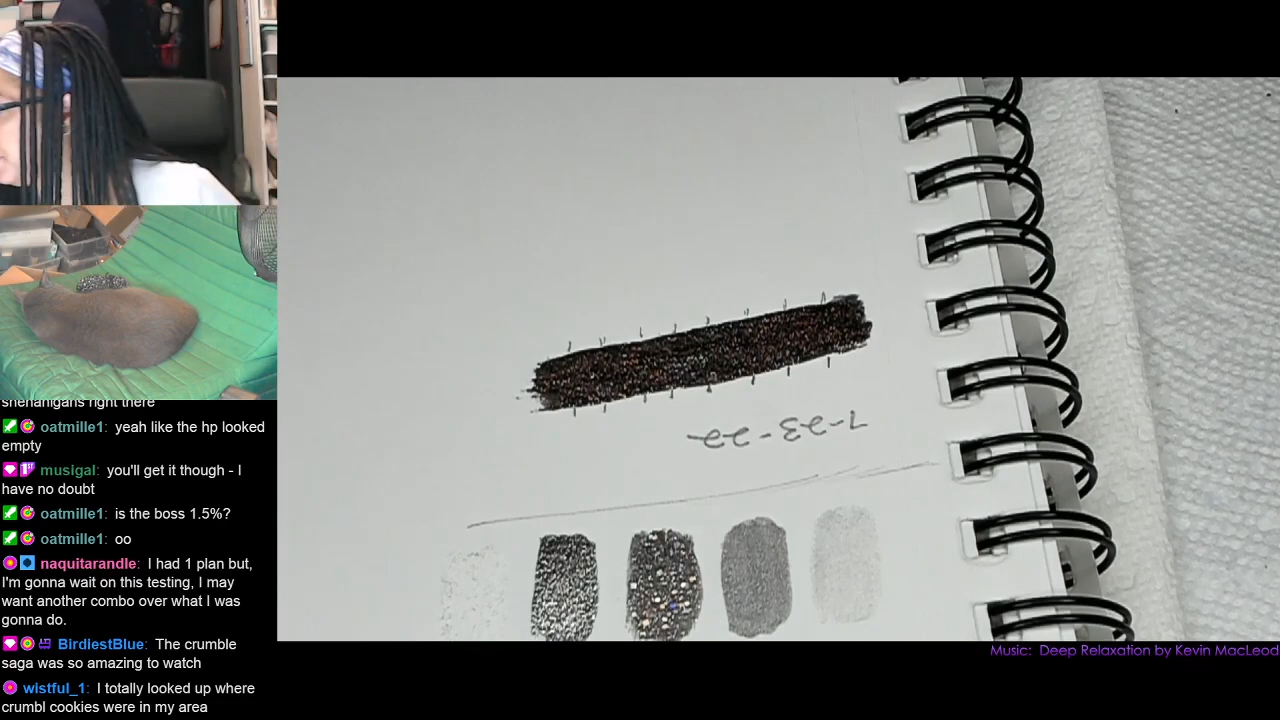 shenanigans right there
oatmille1: yeah like the hp looked
empty
musigal: you'll get it though - I
have no doubt
oatmille1: is the boss 1.5%?
oatmille1: oo
naquitarandle: I had 1 plan but,
I'm gonna wait on this testing, I may
want another combo over what I was
gonna do.
BirdiestBlue: The crumble
saga was so amazing to watch
wistful_1: I totally looked up where
crumbl cookies were in my area
7-23-22
Music: Deep Relaxation by Kevin MacLeod